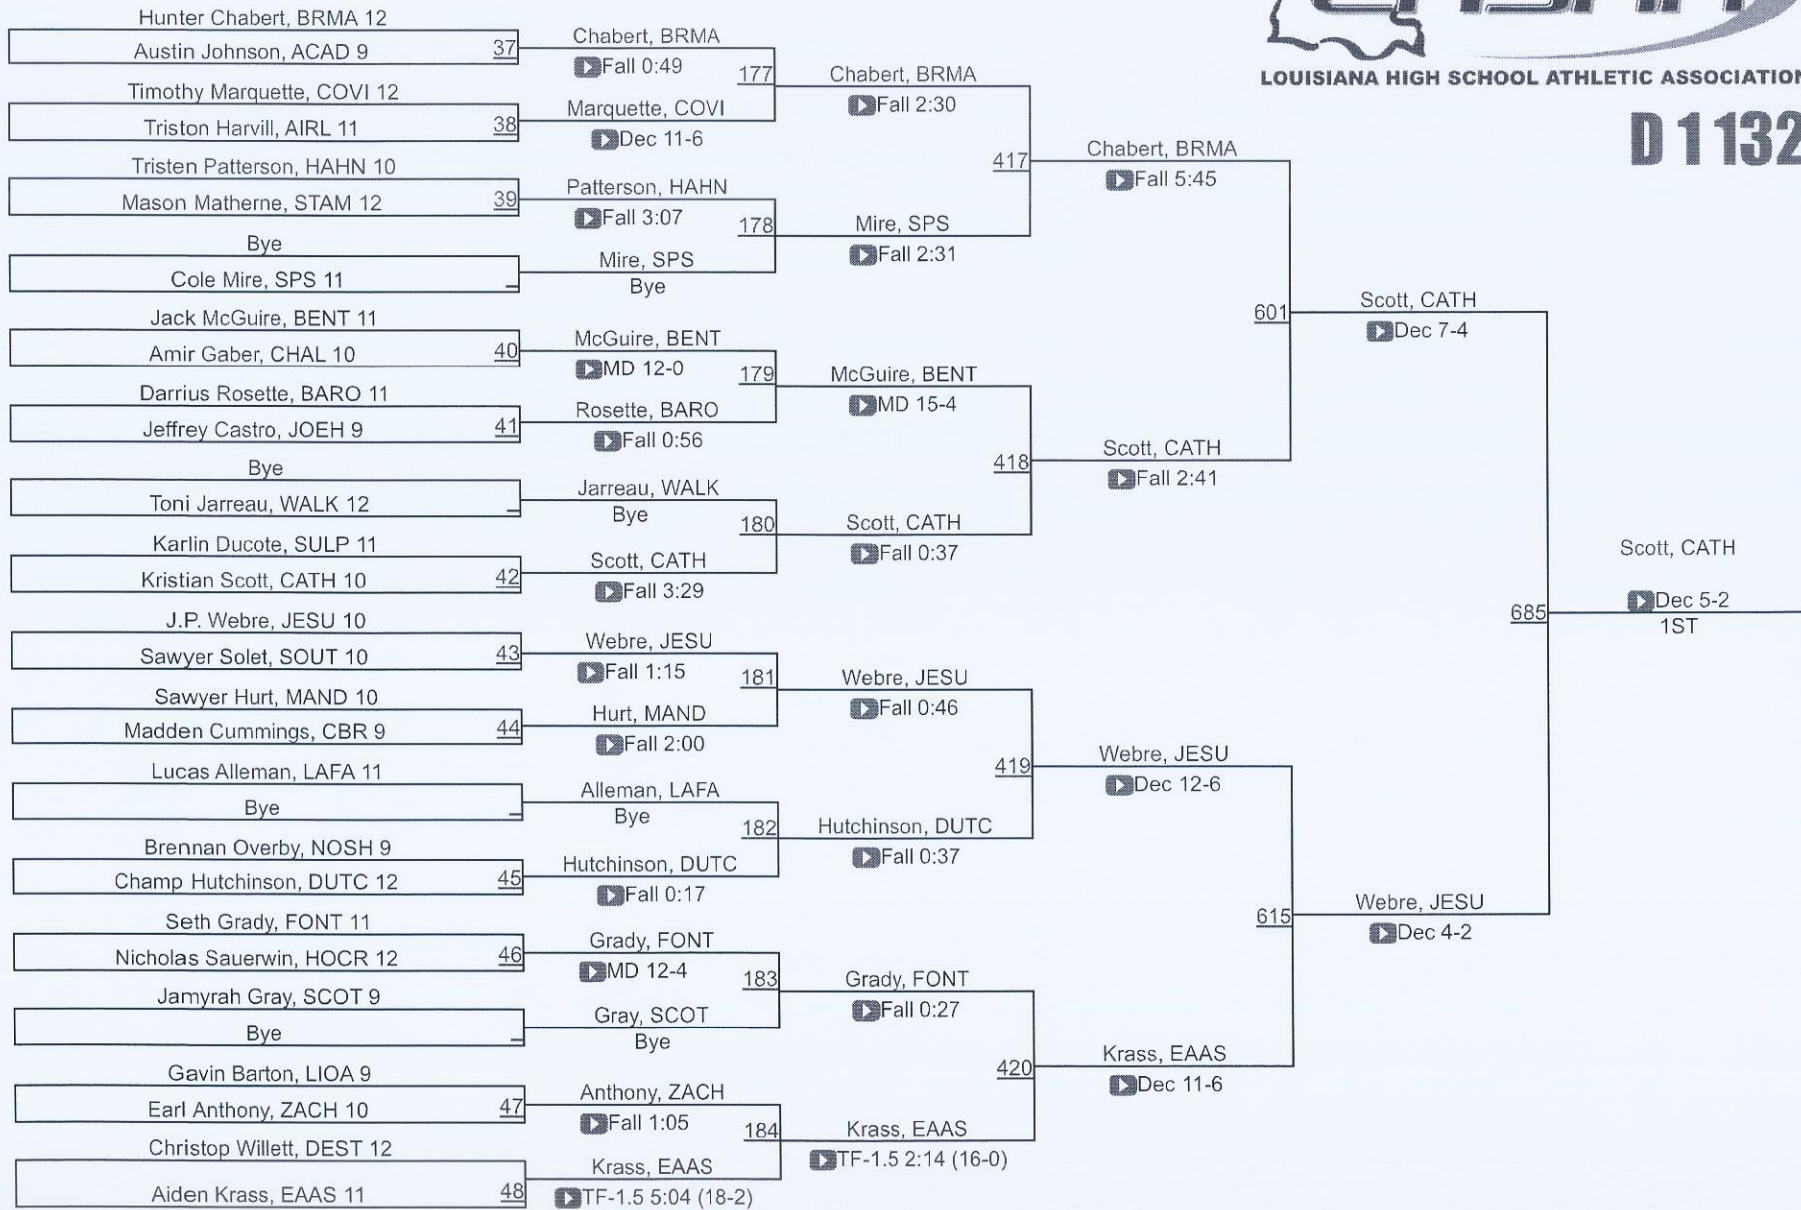 LOUISIANA HIGH SCHOOL ATHLETIC ASSOCIATION
D 1 132
Hunter Chabert, BRMA 12
Austin Johnson, ACAD 9
37
Timothy Marquette, COVI 12
Triston Harvill, AIRL 11
38
Tristen Patterson, HAHN 10
Mason Matherne, STAM 12
39
Bye
Cole Mire, SPS 11
Jack McGuire, BENT 11
Amir Gaber, CHAL 10
40
Darrius Rosette, BARO 11
Jeffrey Castro, JOEH 9
41
Bye
Toni Jarreau, WALK 12
Karlin Ducote, SULP 11
Kristian Scott, CATH 10
42
J.P. Webre, JESU 10
Sawyer Solet, SOUT 10
43
Sawyer Hurt, MAND 10
Madden Cummings, CBR 9
44
Lucas Alleman, LAFA 11
Bye
Brennan Overby, NOSH 9
Champ Hutchinson, DUTC 12
45
Seth Grady, FONT 11
Nicholas Sauerwin, HOCR 12
46
Jamyrah Gray, SCOT 9
Bye
Gavin Barton, LIOA 9
Earl Anthony, ZACH 10
47
Christop Willett, DEST 12
Aiden Krass, EAAS 11
48
Chabert, BRMA
Fall 0:49
177
Marquette, COVI
Dec 11-6
Patterson, HAHN
Fall 3:07
178
Mire, SPS
Bye
McGuire, BENT
MD 12-0
179
Rosette, BARO
Fall 0:56
Jarreau, WALK
Bye
180
Scott, CATH
Fall 3:29
Webre, JESU
Fall 1:15
181
Hurt, MAND
Fall 2:00
Alleman, LAFA
Bye
182
Hutchinson, DUTC
Fall 0:17
Grady, FONT
MD 12-4
183
Gray, SCOT
Bye
Anthony, ZACH
Fall 1:05
184
Krass, EAAS
TF-1.5 5:04 (18-2)
Chabert, BRMA
Fall 2:30
417
Mire, SPS
Fall 2:31
McGuire, BENT
MD 15-4
418
Scott, CATH
Fall 0:37
Webre, JESU
Fall 0:46
419
Hutchinson, DUTC
Fall 0:37
Grady, FONT
Fall 0:27
420
Krass, EAAS
TF-1.5 2:14 (16-0)
Chabert, BRMA
Fall 5:45
601
Scott, CATH
Fall 2:41
Webre, JESU
Dec 12-6
615
Krass, EAAS
Dec 11-6
Scott, CATH
Dec 7-4
685
Webre, JESU
Dec 4-2
Scott, CATH
Dec 5-2
1ST